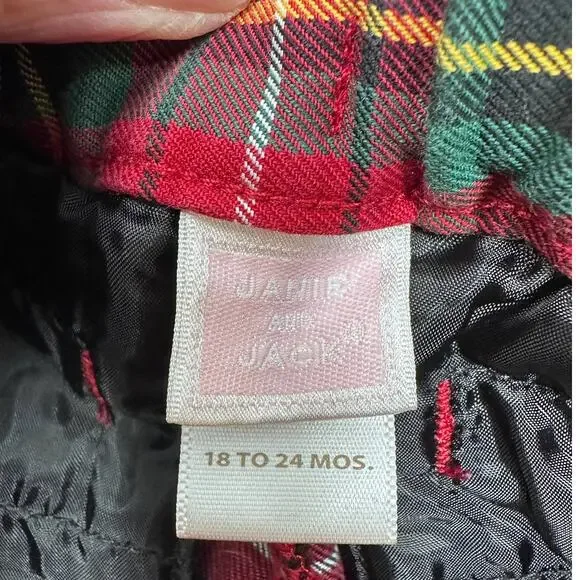 JANIE
AND
JACK®
18 TO 24 MOS.